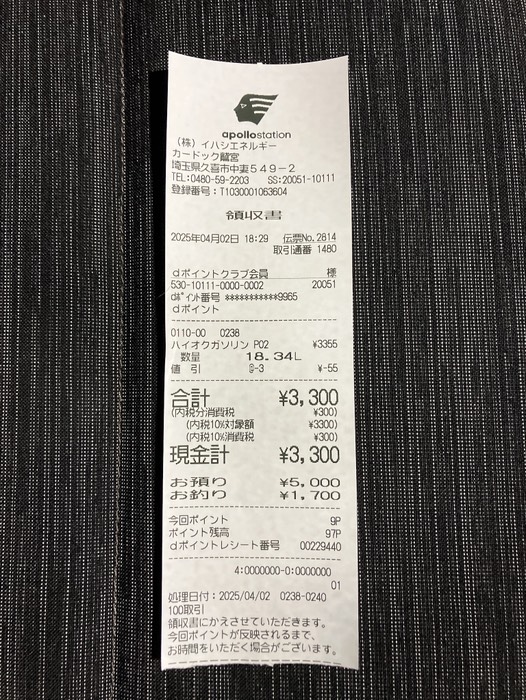 apollostation
(株)イハシエネルギー
カードック龍宮
埼玉県久喜市中妻549-2
TEL:0480-59-2203 SS:20051-10111
登録番号:T1030001063604
領収書
2025年04月02日 18:29 伝票No.2814
取引通番 1480
dポイントクラブ会員 様
530-10111-0000-0002 20051
dポイント番号 ***********9965
dポイント
0110-00 0238
ハイオクガソリン P02 ¥3355
数量 18.34L
値 引 @-3 ¥-55
合計 ¥3,300
(内税分消費税 ¥300)
(内税10%対象額 ¥3300)
(内税10%消費税 ¥300)
現金計 ¥3,300
お預り ¥5,000
お釣り ¥1,700
今回ポイント 9P
ポイント残高 97P
dポイントレシート番号 00229440
4:0000000-0:0000000
01
処理日付:2025/04/02 0238-0240
100取引
領収書にかえさせていただきます。
今回ポイントが反映されるまで、
お時間をいただく場合がございます。